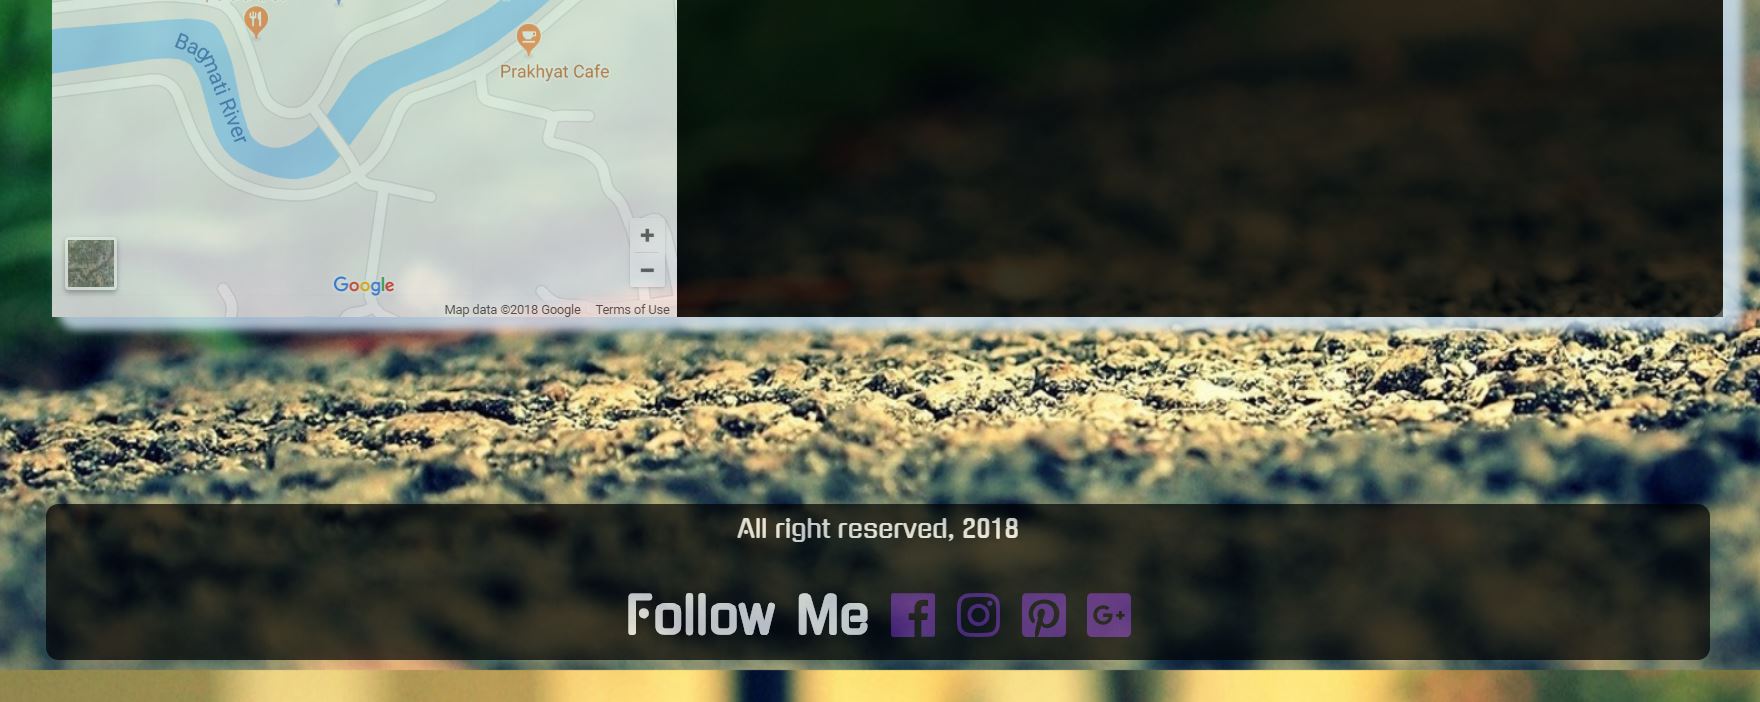 Bagmati River
Prakhyat Cafe
Google
Map data ©2018 Google Terms of Use
All right reserved, 2018
Follow Me